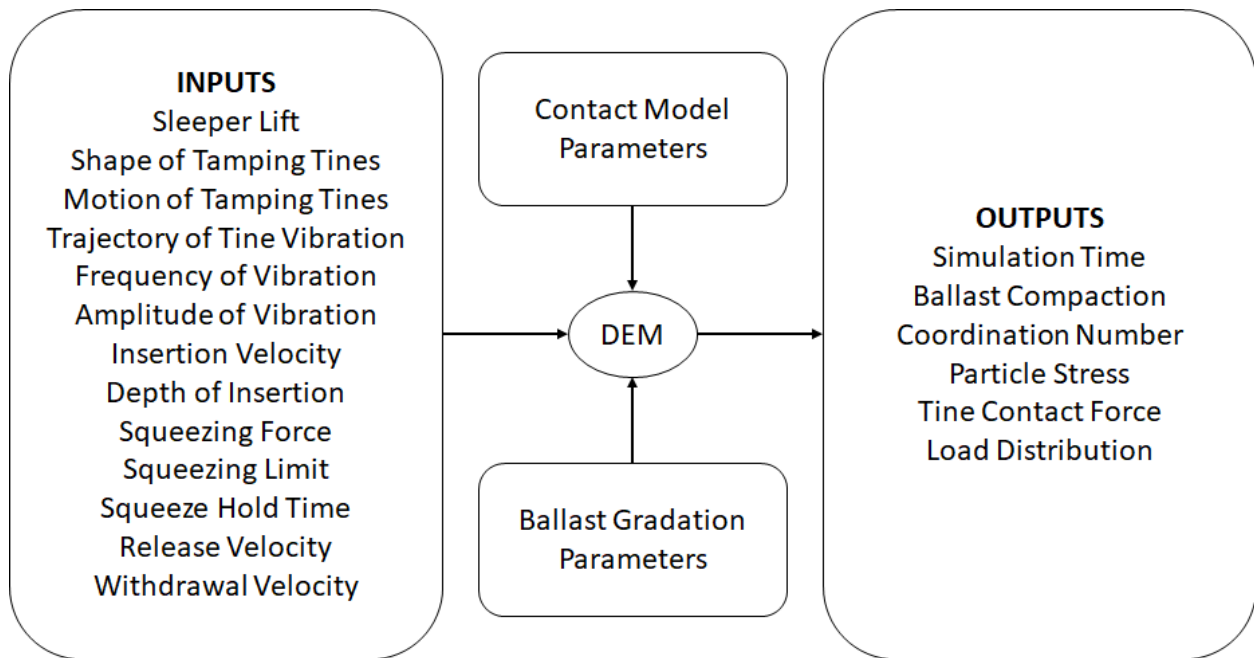 INPUTS
Sleeper Lift
Shape of Tamping Tines
Motion of Tamping Tines
Trajectory of Tine Vibration
Frequency of Vibration
Amplitude of Vibration
Insertion Velocity
Depth of Insertion
Squeezing Force
Squeezing Limit
Squeeze Hold Time
Release Velocity
Withdrawal Velocity
Contact Model
Parameters
DEM
Ballast Gradation
Parameters
OUTPUTS
Simulation Time
Ballast Compaction
Coordination Number
Particle Stress
Tine Contact Force
Load Distribution